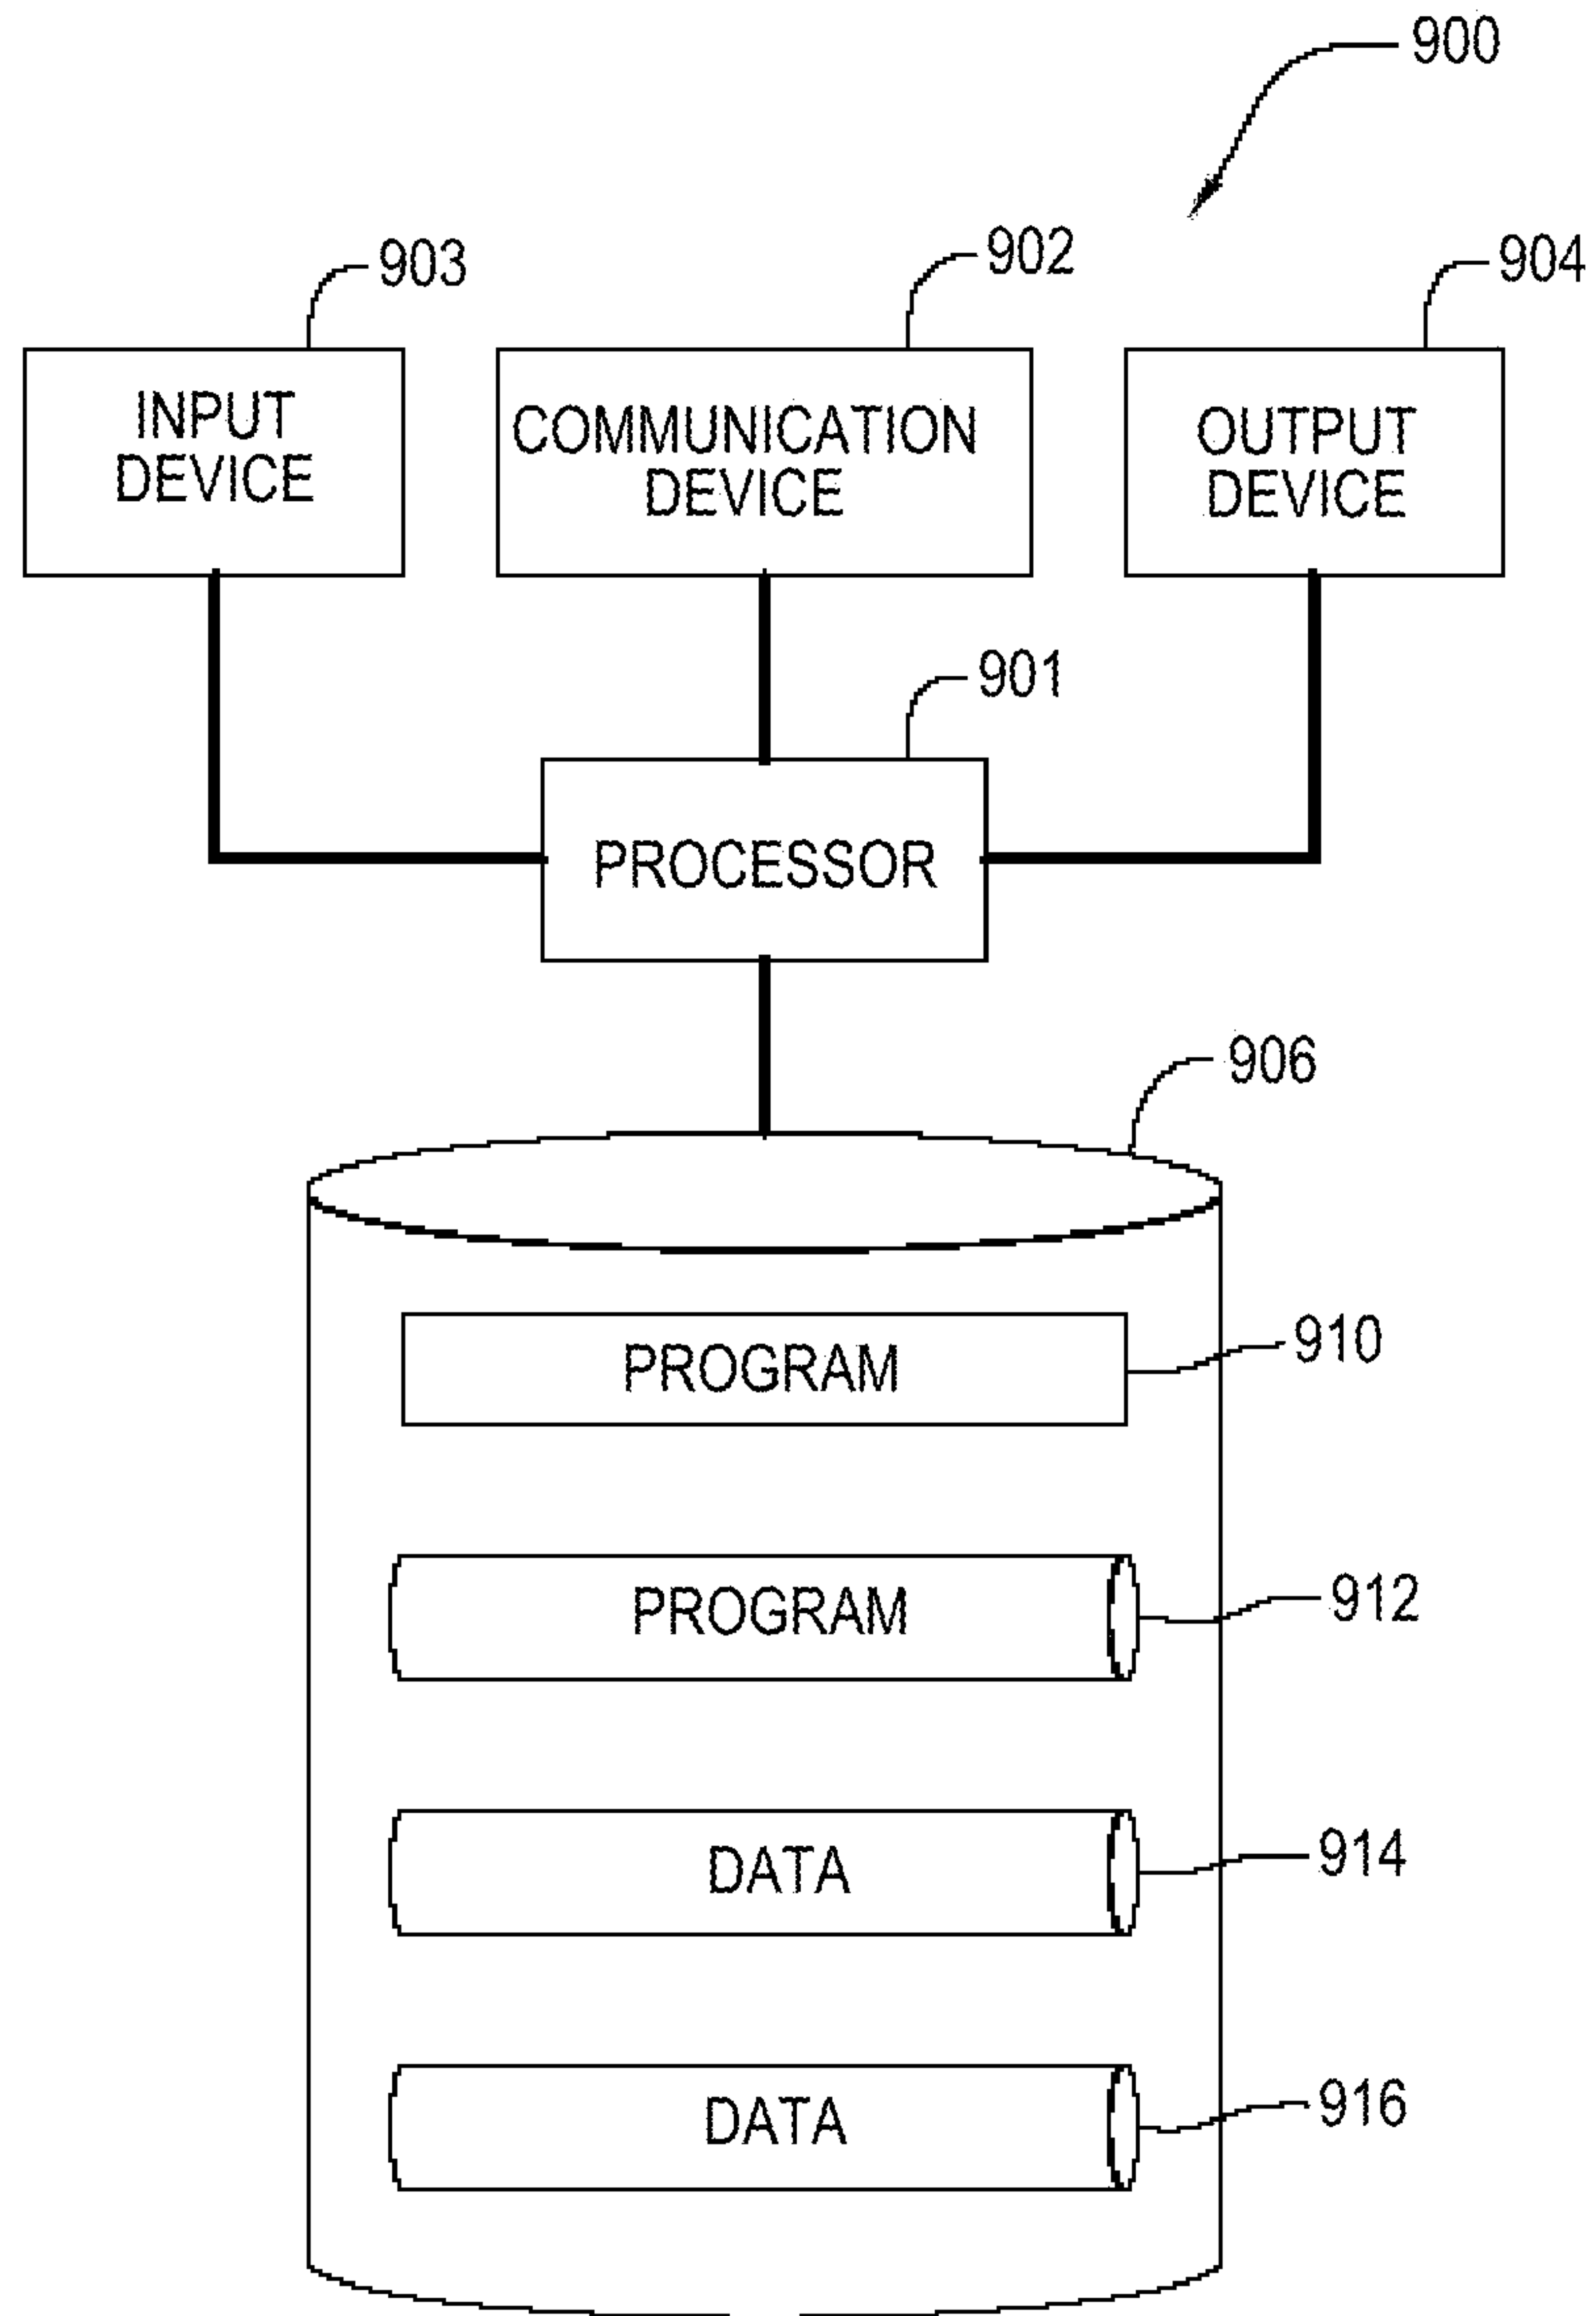 900
903
902
904
INPUT
DEVICE
COMMUNICATION
DEVICE
OUTPUT
DEVICE
901
PROCESSOR
906
PROGRAM
910
PROGRAM
912
DATA
914
DATA
916